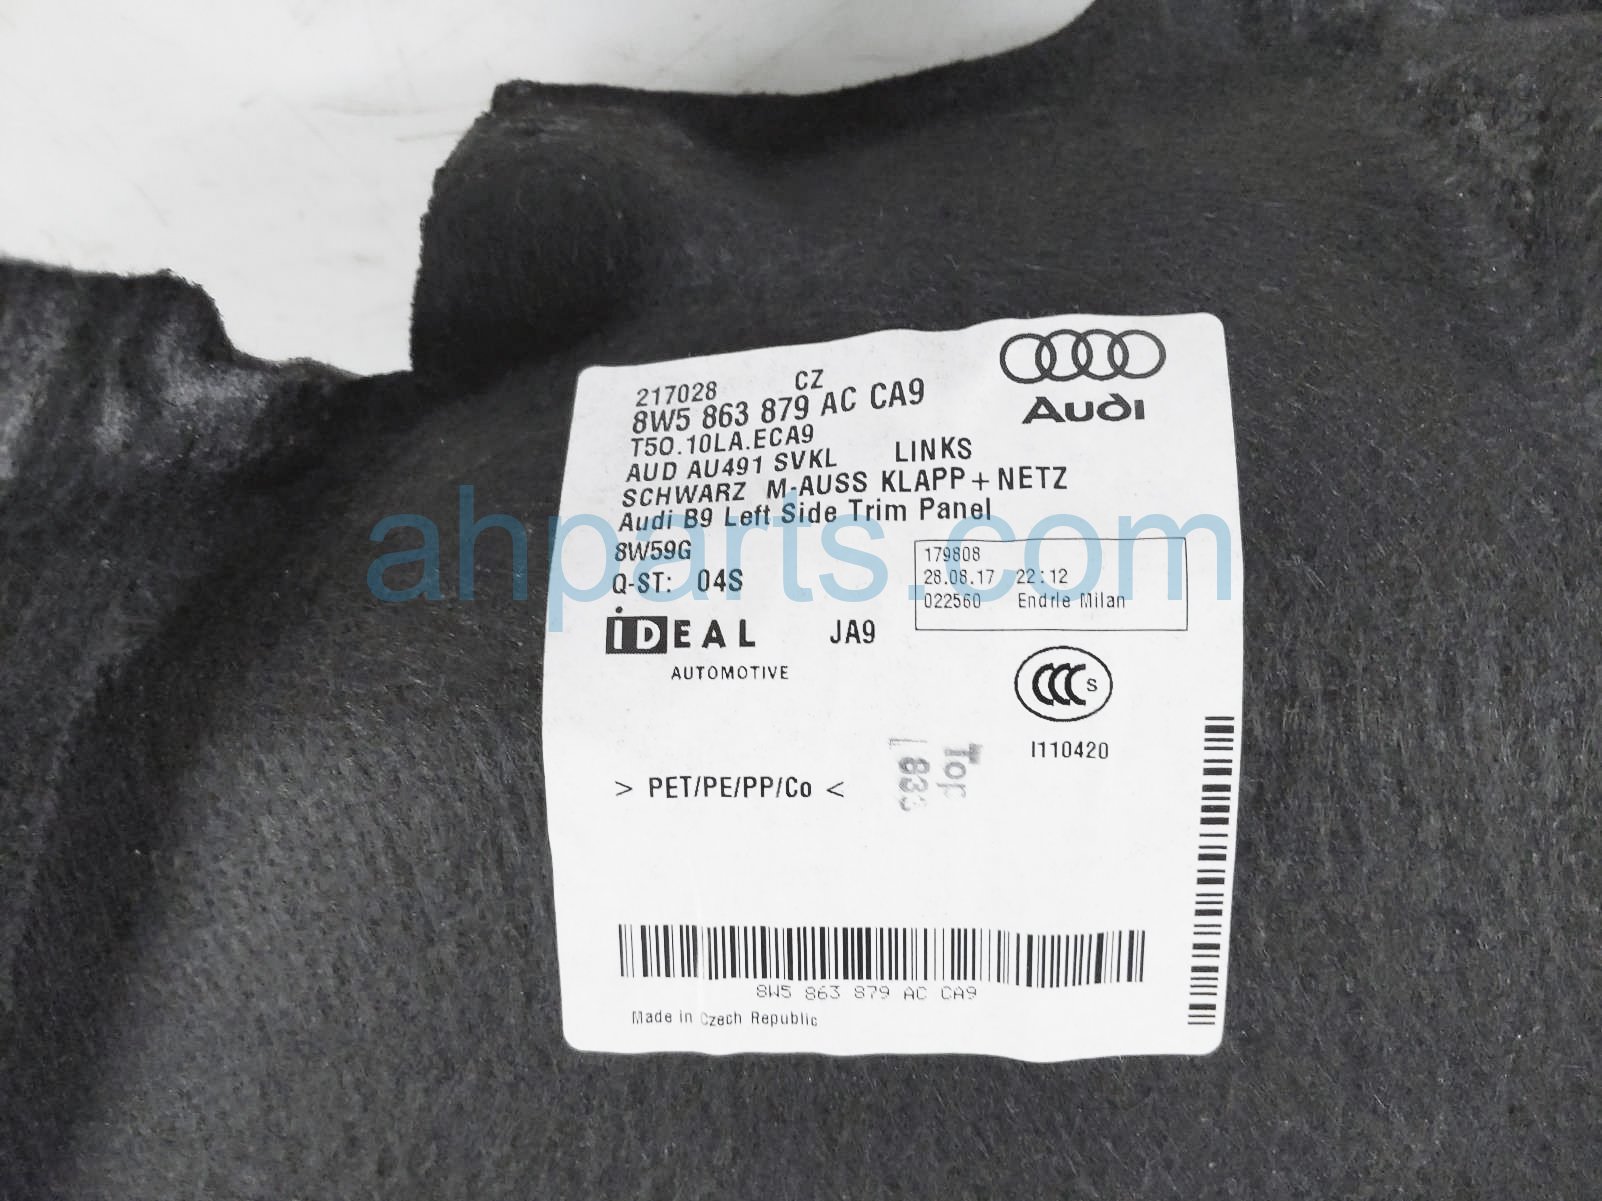 217028 CZ
8W5 863 879 AC CA9
T50.10LA.ECA9
AUD AU491 SVKL LINKS
SCHWARZ M-AUSS KLAPP+NETZ
Audi B9 Left Side Trim Panel
8W59G
Q-ST: 04S
Audi
179808
28.08.17 22:12
022560 Endrle Milan
iDEAL JA9
AUTOMOTIVE
CCC S
I110420
> PET/PE/PP/Co <
Top
8W5 863 879 AC CA9
Made in Czech Republic
ahparts.com